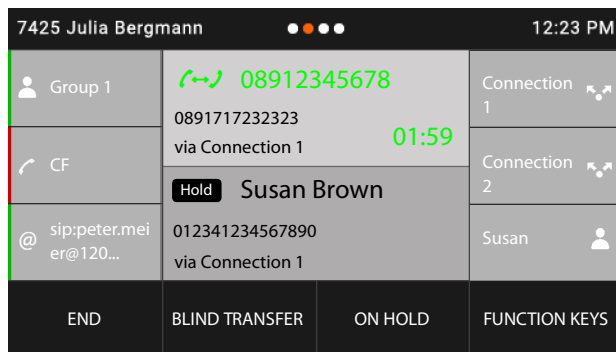 7425 Julia Bergmann
12:23 PM
Group 1
CF
@ sip:peter.mei
er@120...
08912345678
0891717232323
01:59
via Connection 1
Hold Susan Brown
012341234567890
via Connection 1
Connection
1
Connection
2
Susan
END
BLIND TRANSFER
ON HOLD
FUNCTION KEYS